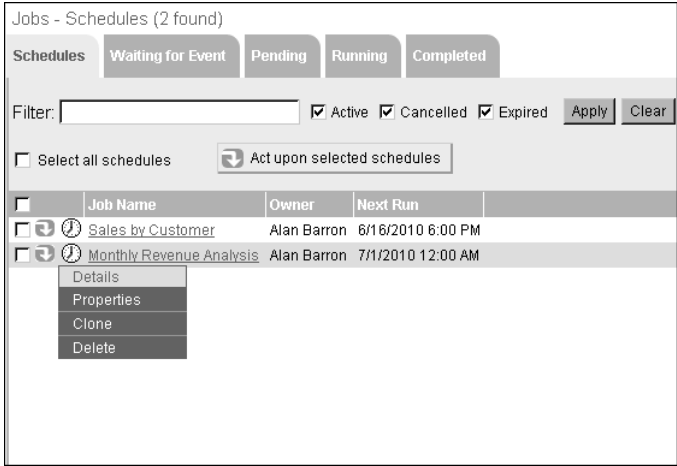 Jobs - Schedules (2 found)
Schedules Waiting for Event Pending Running Completed
Filter: Active Cancelled Expired Apply Clear
Select all schedules Act upon selected schedules
Job Name Owner Next Run
Sales by Customer Alan Barron 6/16/2010 6:00 PM
Monthly Revenue Analysis Alan Barron 7/1/2010 12:00 AM
Details
Properties
Clone
Delete